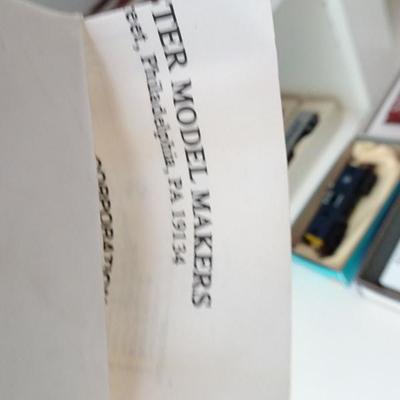 TER MODEL MAKERS
reet, Philadelphia, PA 19134
CORPORATION